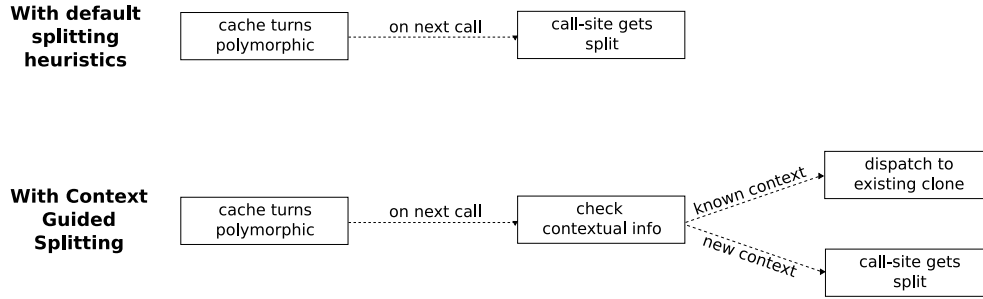 With default
splitting
heuristics
cache turns
polymorphic
on next call
call-site gets
split
With Context
Guided
Splitting
cache turns
polymorphic
on next call
check
contextual info
known context
dispatch to
existing clone
new context
call-site gets
split